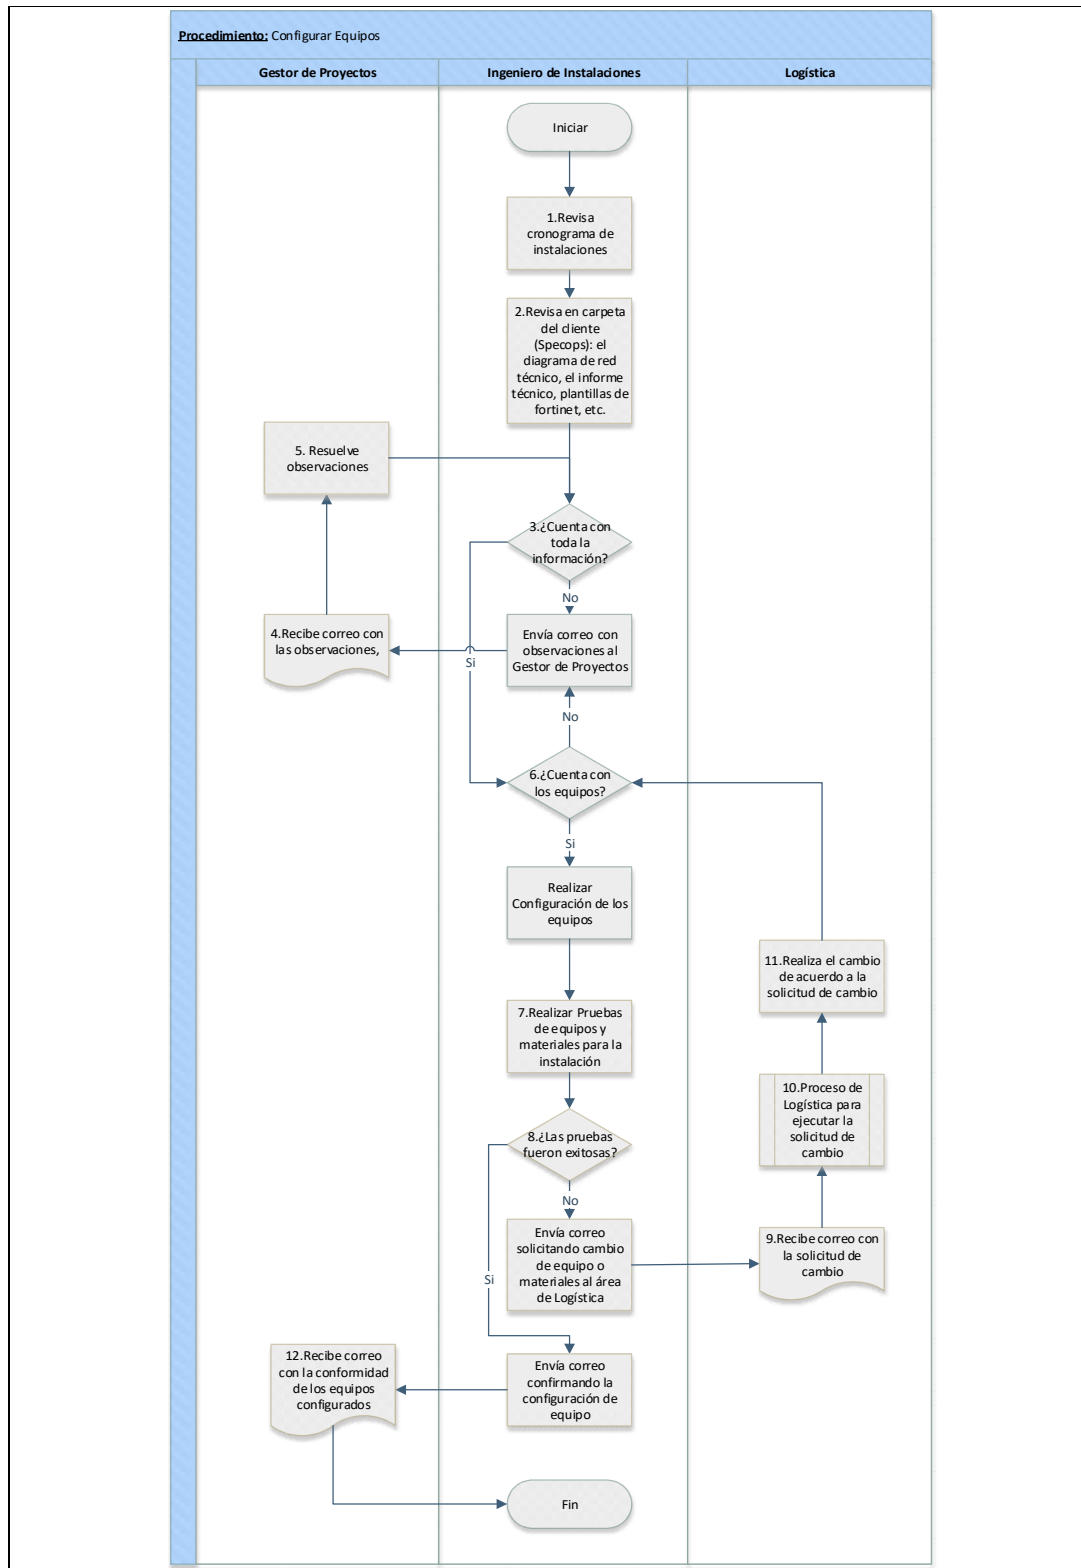 Procedimiento: Configurar Equipos
Gestor de Proyectos
Ingeniero de Instalaciones
Logística
Iniciar
1.Revisa
cronograma de
instalaciones
2.Revisa en carpeta
del cliente
(Specops): el
diagrama de red
técnico, el informe
técnico, plantillas de
fortinet, etc.
5. Resuelve
observaciones
3.¿Cuenta con
toda la
información?
No
Si
4.Recibe correo con
las observaciones,
Envía correo con
observaciones al
Gestor de Proyectos
No
6.¿Cuenta con
los equipos?
Si
Realizar
Configuración de los
equipos
11.Realiza el cambio
de acuerdo a la
solicitud de cambio
7.Realizar Pruebas
de equipos y
materiales para la
instalación
10.Proceso de
Logística para
ejecutar la
solicitud de
cambio
8.¿Las pruebas
fueron exitosas?
No
Si
Envía correo
solicitando cambio
de equipo o
materiales al área
de Logística
9.Recibe correo con
la solicitud de
cambio
12.Recibe correo
con la conformidad
de los equipos
configurados
Envía correo
confirmando la
configuración de
equipo
Fin